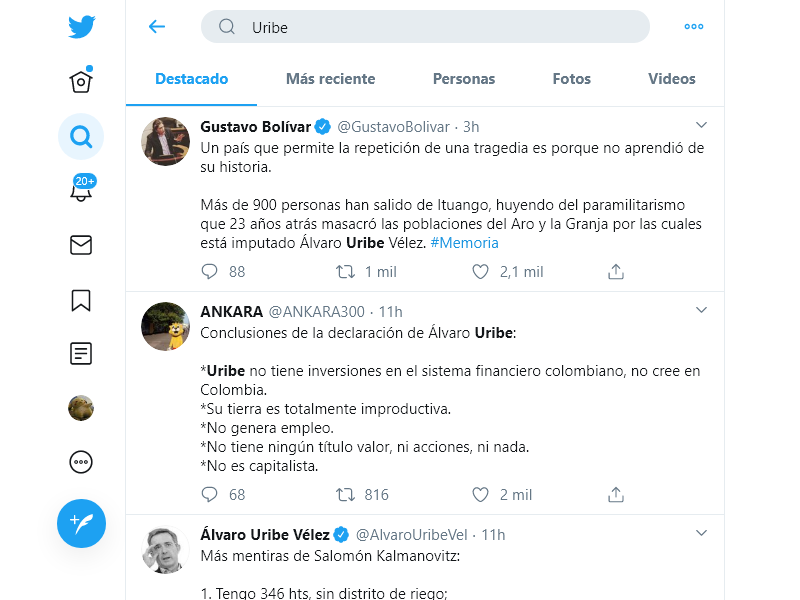 Uribe
Destacado Más reciente Personas Fotos Videos
Gustavo Bolívar @GustavoBolivar · 3h
Un país que permite la repetición de una tragedia es porque no aprendió de
su historia.
Más de 900 personas han salido de Ituango, huyendo del paramilitarismo
que 23 años atrás masacró las poblaciones del Aro y la Granja por las cuales
está imputado Álvaro Uribe Vélez. #Memoria
88 1 mil 2,1 mil
ANKARA @ANKARA300 · 11h
Conclusiones de la declaración de Álvaro Uribe:
*Uribe no tiene inversiones en el sistema financiero colombiano, no cree en
Colombia.
*Su tierra es totalmente improductiva.
*No genera empleo.
*No tiene ningún título valor, ni acciones, ni nada.
*No es capitalista.
68 816 2 mil
20+
Álvaro Uribe Vélez @AlvaroUribeVel · 11h
Más mentiras de Salomón Kalmanovitz:
1. Tengo 346 hts, sin distrito de riego;